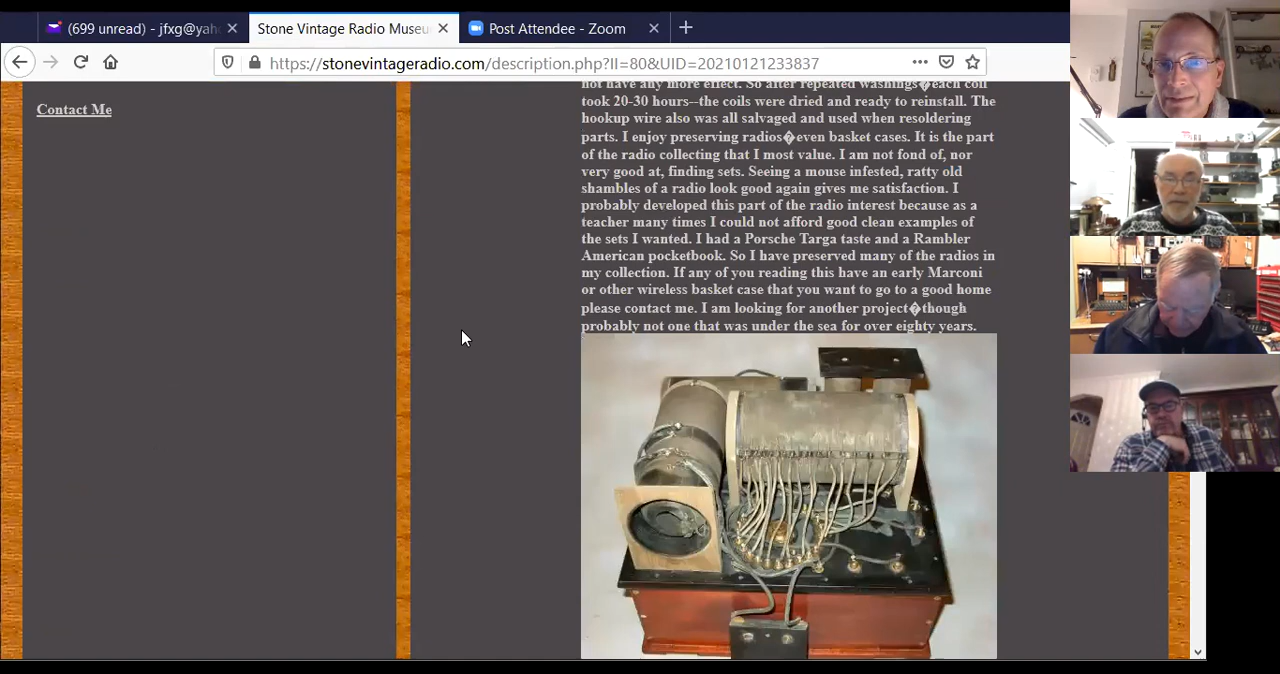 (699 unread) - jfxg@yaho
Stone Vintage Radio Museu
Post Attendee - Zoom
https://stonevintageradio.com/description.php?II=80&UID=20210121233837
Contact Me
not have any more effect. So after repeated washings�each coil
took 20-30 hours--the coils were dried and ready to reinstall. The
hookup wire also was all salvaged and used when resoldering
parts. I enjoy preserving radios�even basket cases. It is the part
of the radio collecting that I most value. I am not fond of, nor
very good at, finding sets. Seeing a mouse infested, ratty old
shambles of a radio look good again gives me satisfaction. I
probably developed this part of the radio interest because as a
teacher many times I could not afford good clean examples of
the sets I wanted. I had a Porsche Targa taste and a Rambler
American pocketbook. So I have preserved many of the radios in
my collection. If any of you reading this have an early Marconi
or other wireless basket case that you want to go to a good home
please contact me. I am looking for another project�though
probably not one that was under the sea for over eighty years.